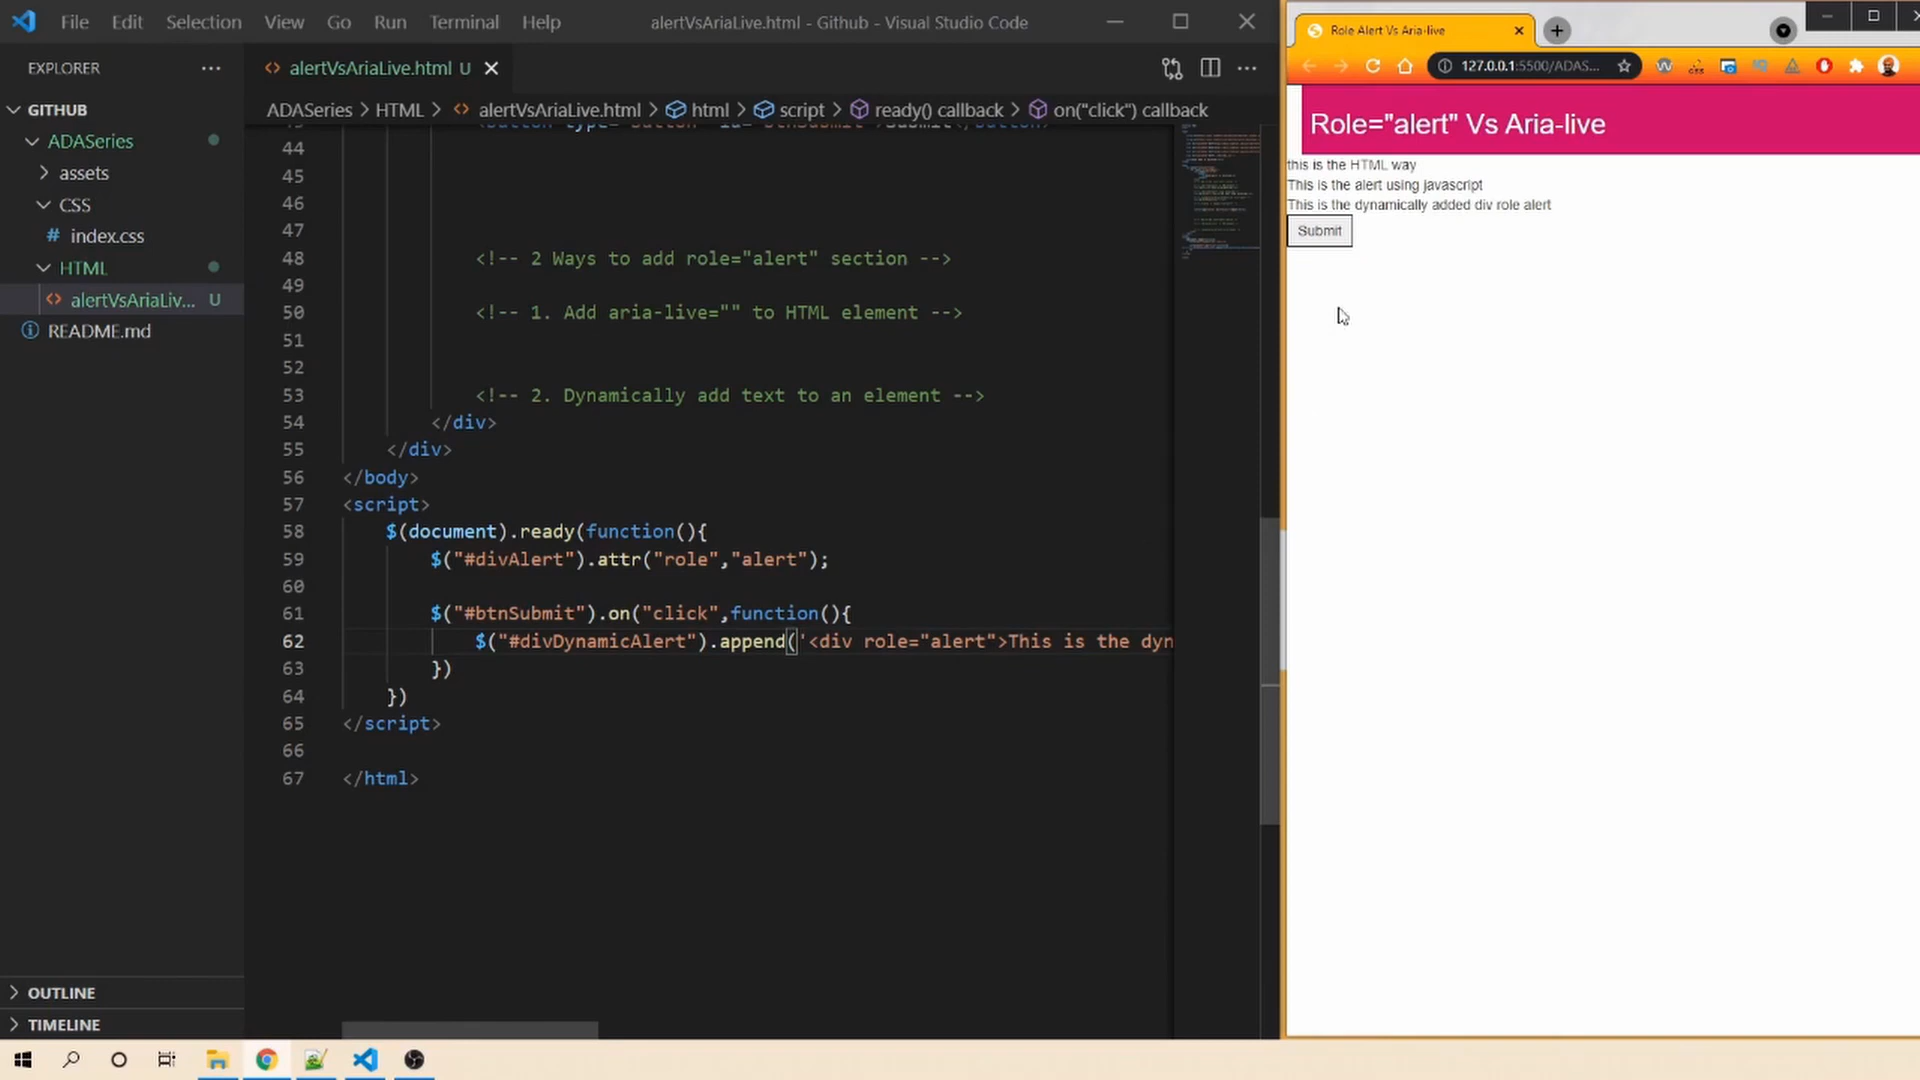 File Edit Selection View Go Run Terminal Help
alertVsAriaLive.html - Github - Visual Studio Code
EXPLORER
GITHUB
ADASeries
assets
CSS
# index.css
HTML
<> alertVsAriaLiv... U
README.md
OUTLINE
TIMELINE
<> alertVsAriaLive.html U
ADASeries > HTML > <> alertVsAriaLive.html > html > script > ready() callback > on("click") callback
44
45
46
47
48 <!-- 2 Ways to add role="alert" section -->
49
50 <!-- 1. Add aria-live="" to HTML element -->
51
52
53 <!-- 2. Dynamically add text to an element -->
54 </div>
55 </div>
56 </body>
57 <script>
58 $(document).ready(function(){
59 $("#divAlert").attr("role","alert");
60
61 $("#btnSubmit").on("click",function(){
62 $("#divDynamicAlert").append('<div role="alert">This is the dyn
63 })
64 })
65 </script>
66
67 </html>
Role Alert Vs Aria-live
127.0.0.1:5500/ADAS...
Role="alert" Vs Aria-live
this is the HTML way
This is the alert using javascript
This is the dynamically added div role alert
Submit